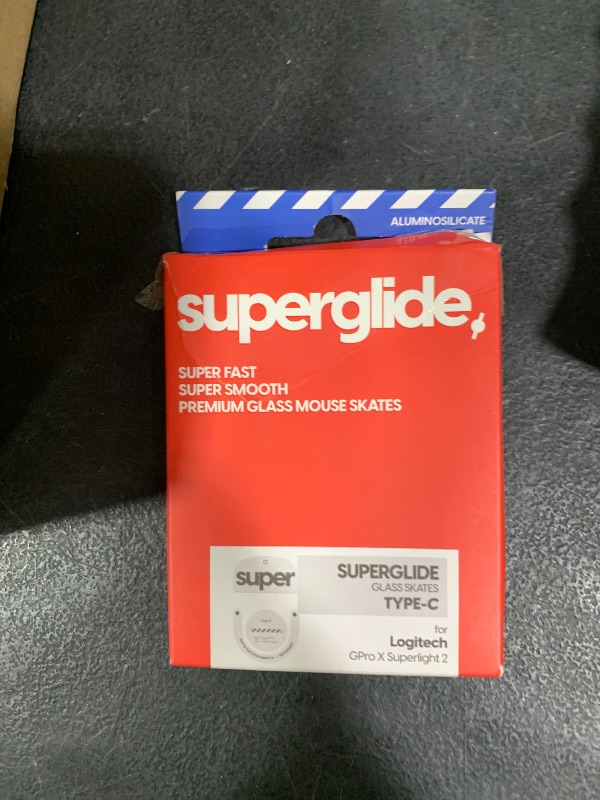 ALUMINOSILICATE
superglide
SUPER FAST
SUPER SMOOTH
PREMIUM GLASS MOUSE SKATES
super
SUPERGLIDE
GLASS SKATES
TYPE-C
for
Logitech
GPro X Superlight 2